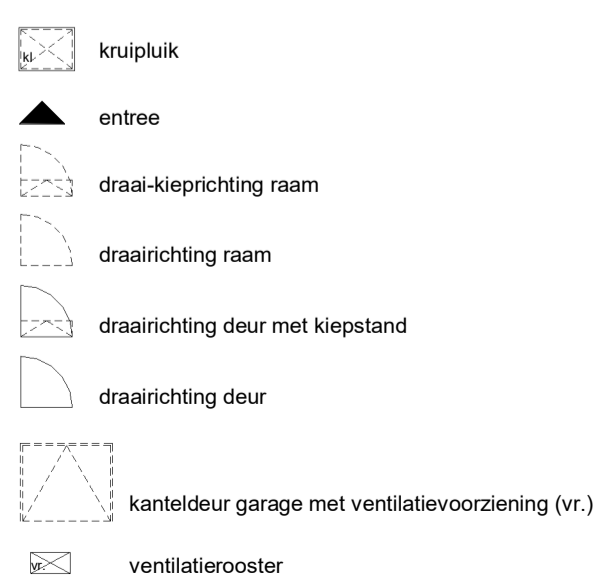 kl kruipluik
entree
draai-kieprichting raam
draairichting raam
draairichting deur met kiepstand
draairichting deur
kanteldeur garage met ventilatievoorziening (vr.)
vr. ventilatierooster